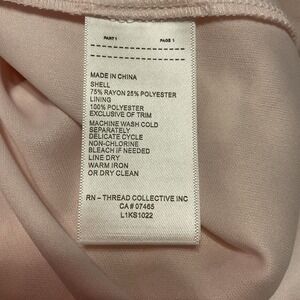 PART 1 PAGE 1
MADE IN CHINA
SHELL
75% RAYON 25% POLYESTER
LINING
100% POLYESTER
EXCLUSIVE OF TRIM
MACHINE WASH COLD
SEPARATELY
DELICATE CYCLE
NON-CHLORINE
BLEACH IF NEEDED
LINE DRY
WARM IRON
OR DRY CLEAN
RN – THREAD COLLECTIVE INC
CA # 07465
L1KS1022